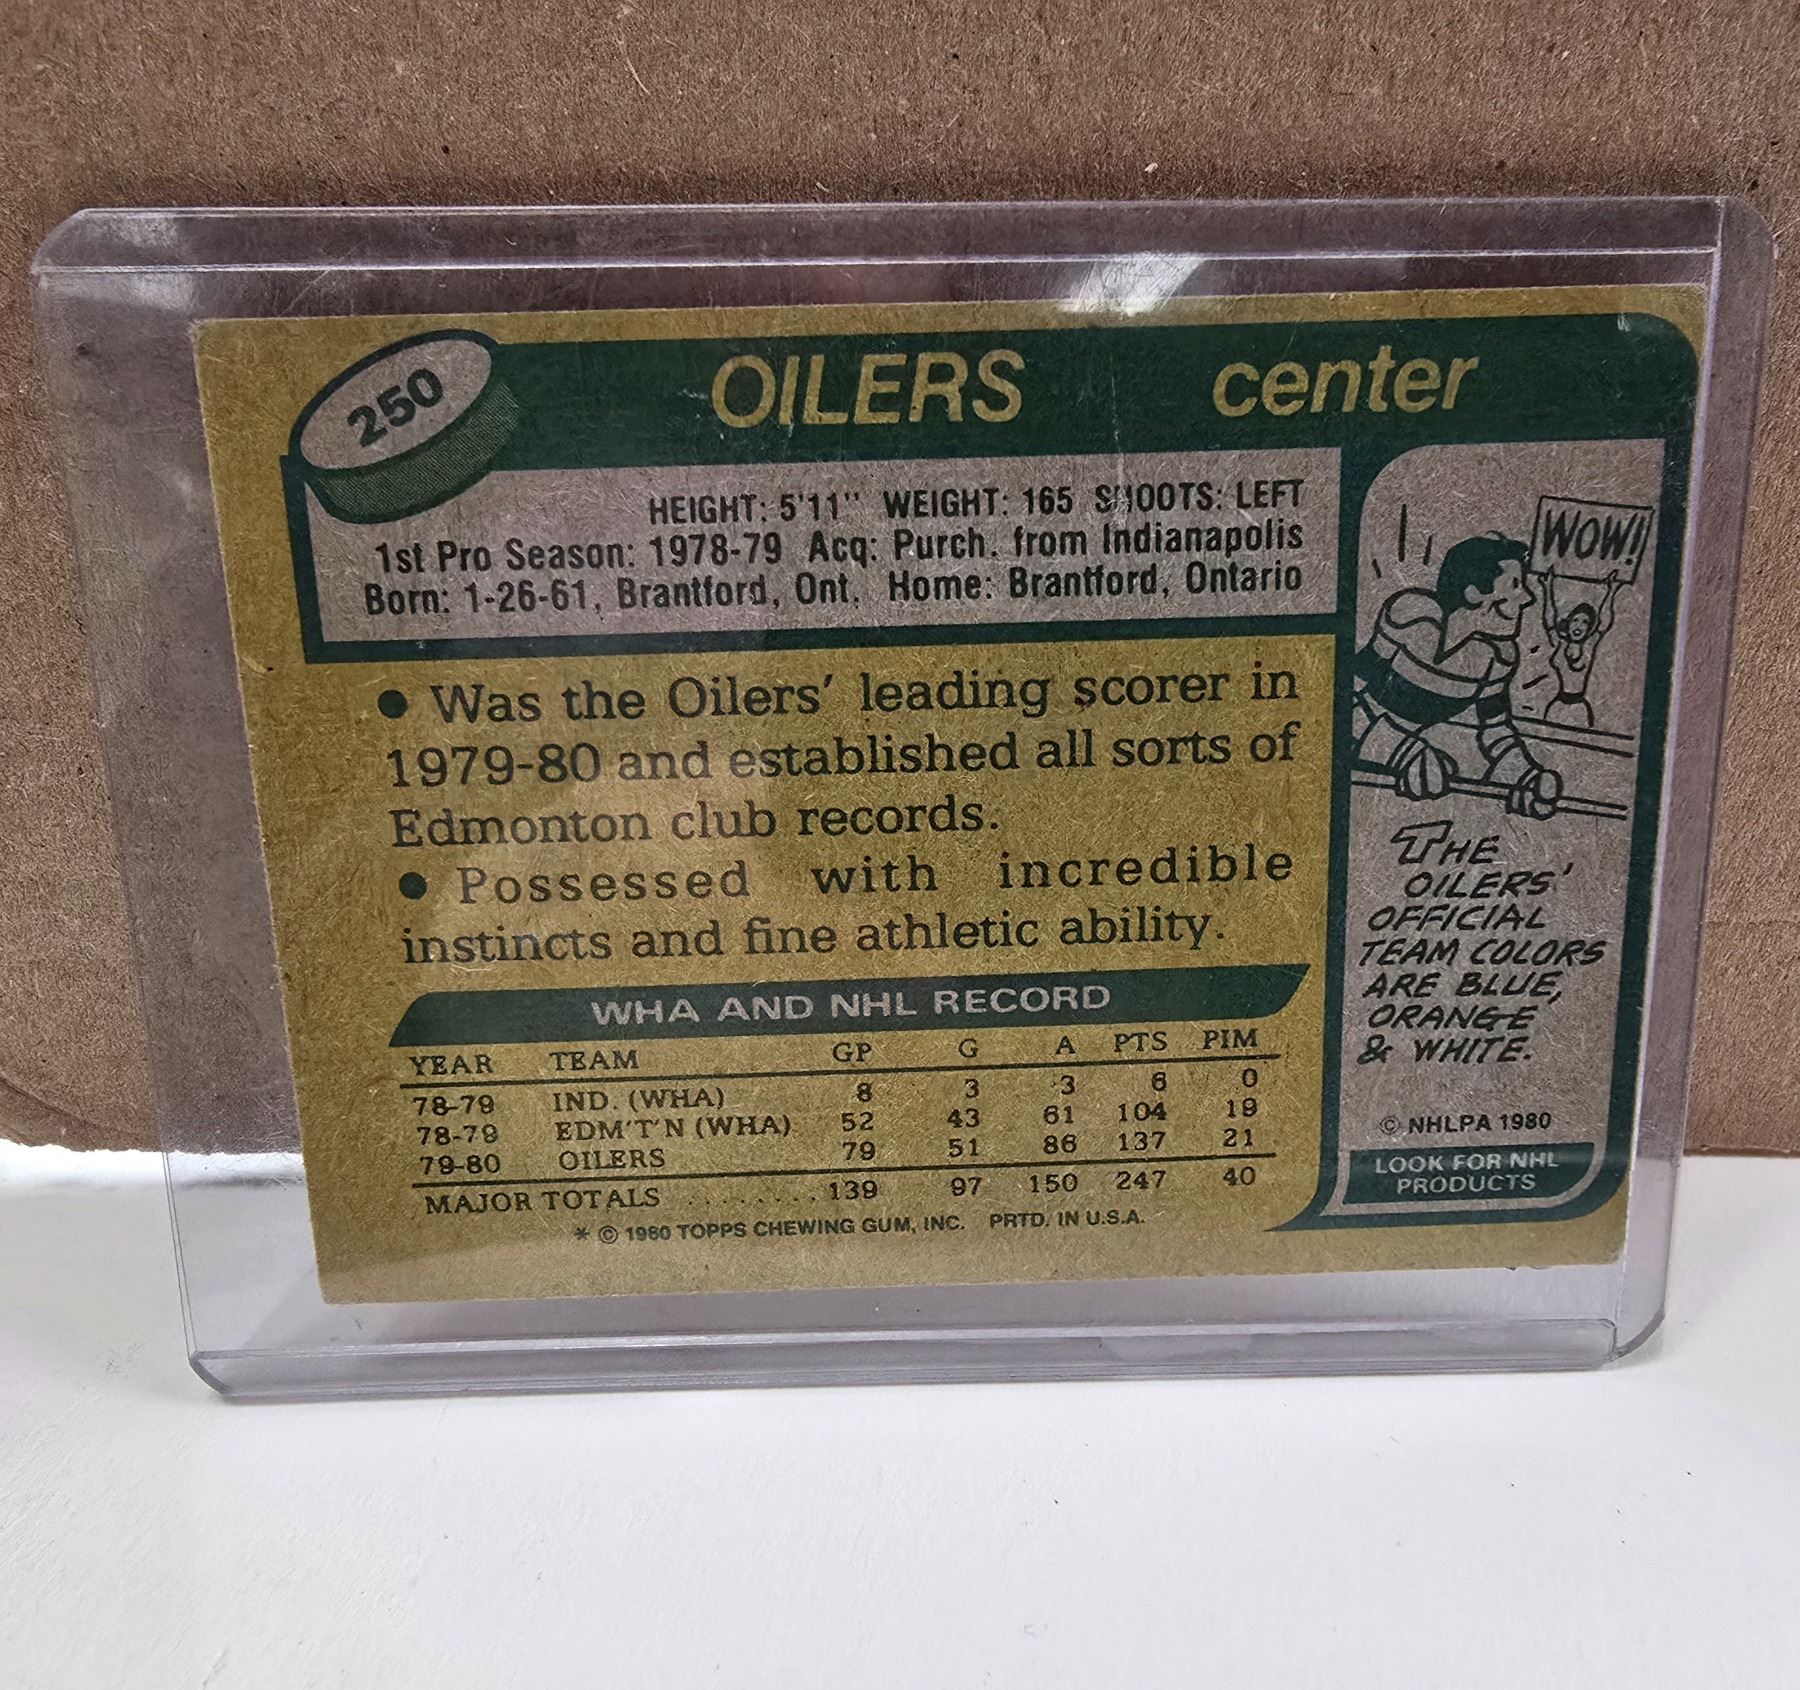 250
OILERS center
HEIGHT: 5'11" WEIGHT: 165 SHOOTS: LEFT
1st Pro Season: 1978-79 Acq: Purch. from Indianapolis
Born: 1-26-61, Brantford, Ont. Home: Brantford, Ontario
● Was the Oilers' leading scorer in
1979-80 and established all sorts of
Edmonton club records.
● Possessed with incredible
instincts and fine athletic ability.
WHA AND NHL RECORD
YEAR TEAM GP G A PTS PIM
78-79 IND. (WHA) 8 3 3 6 0
78-79 EDM'T'N (WHA) 52 43 61 104 19
79-80 OILERS 79 51 86 137 21
MAJOR TOTALS ........ 139 97 150 247 40
* © 1980 TOPPS CHEWING GUM, INC. PRTD. IN U.S.A.
WOW!
THE
OILERS'
OFFICIAL
TEAM COLORS
ARE BLUE,
ORANGE
& WHITE.
© NHLPA 1980
LOOK FOR NHL
PRODUCTS